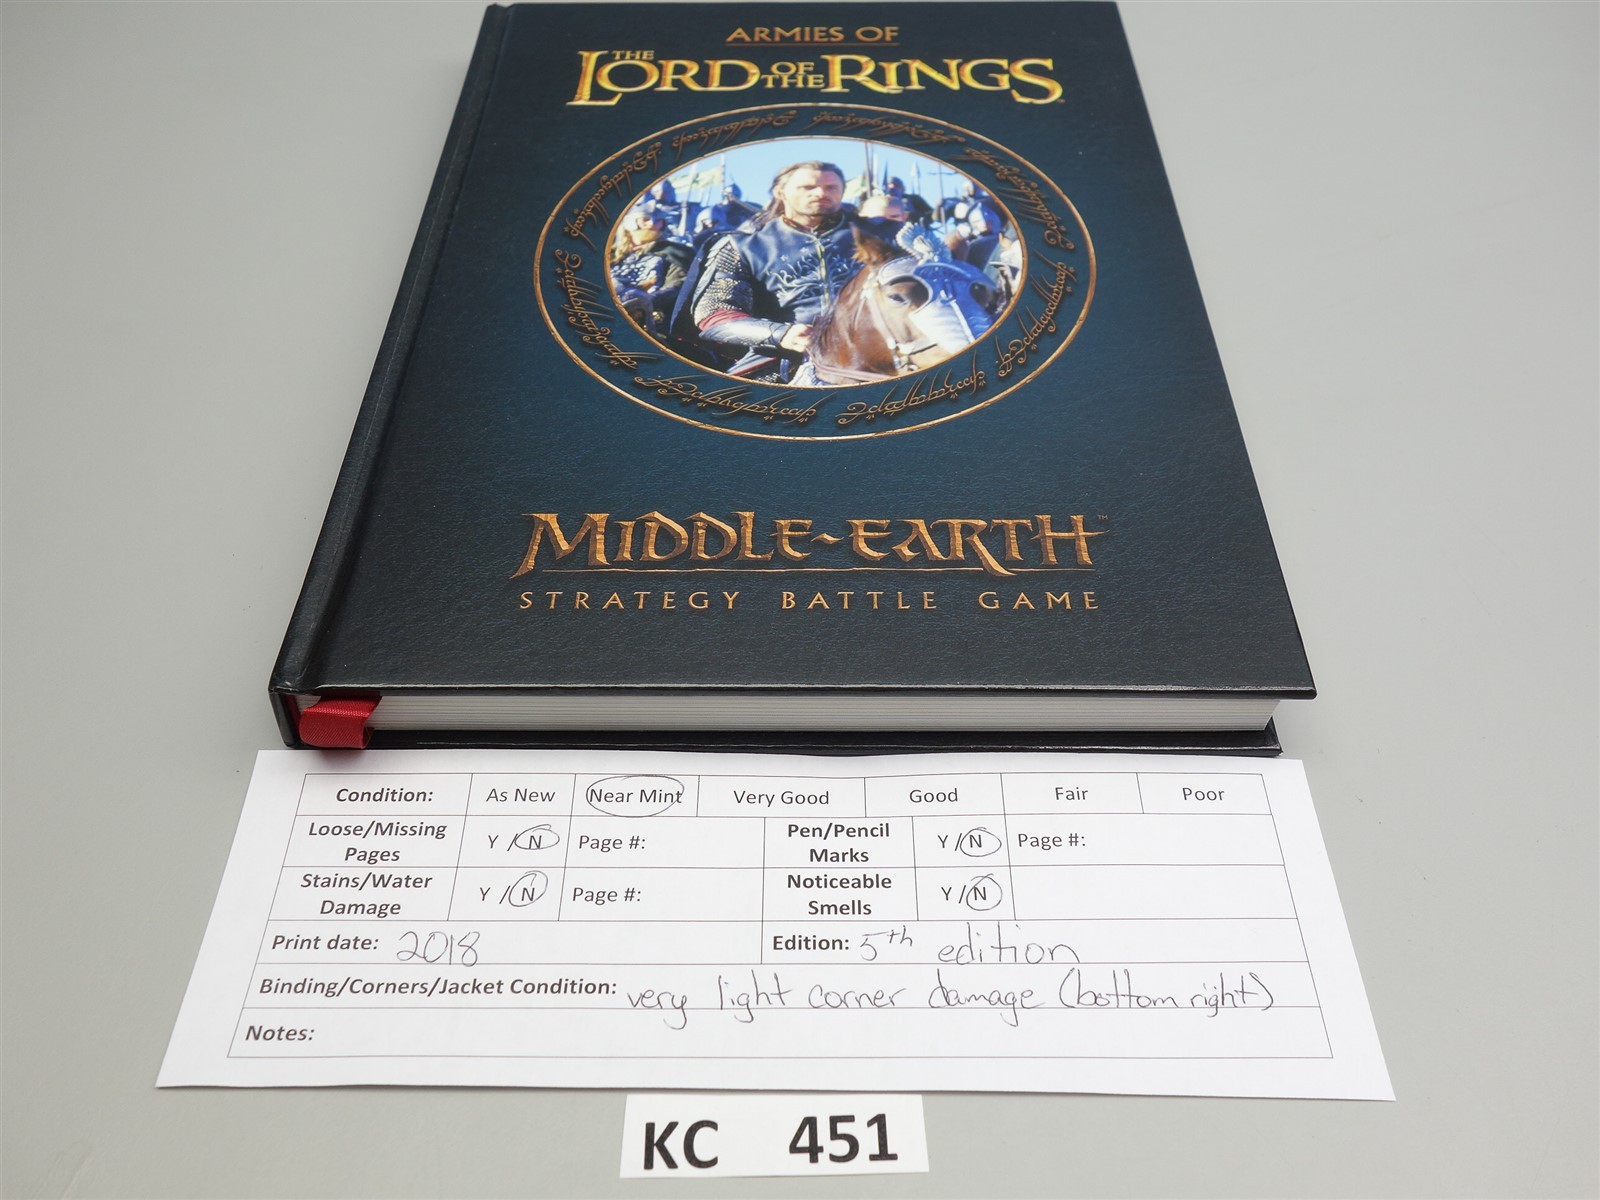 ARMIES OF
THE LORD OF THE RINGS
MIDDLE-EARTH™
STRATEGY BATTLE GAME
Condition: As New Near Mint Very Good Good Fair Poor
Loose/Missing Pages Y / N Page #: Pen/Pencil Marks Y / N Page #:
Stains/Water Damage Y / N Page #: Noticeable Smells Y / N
Print date: 2018 Edition: 5th edition
Binding/Corners/Jacket Condition: very light corner damage (bottom right)
Notes:
KC 451